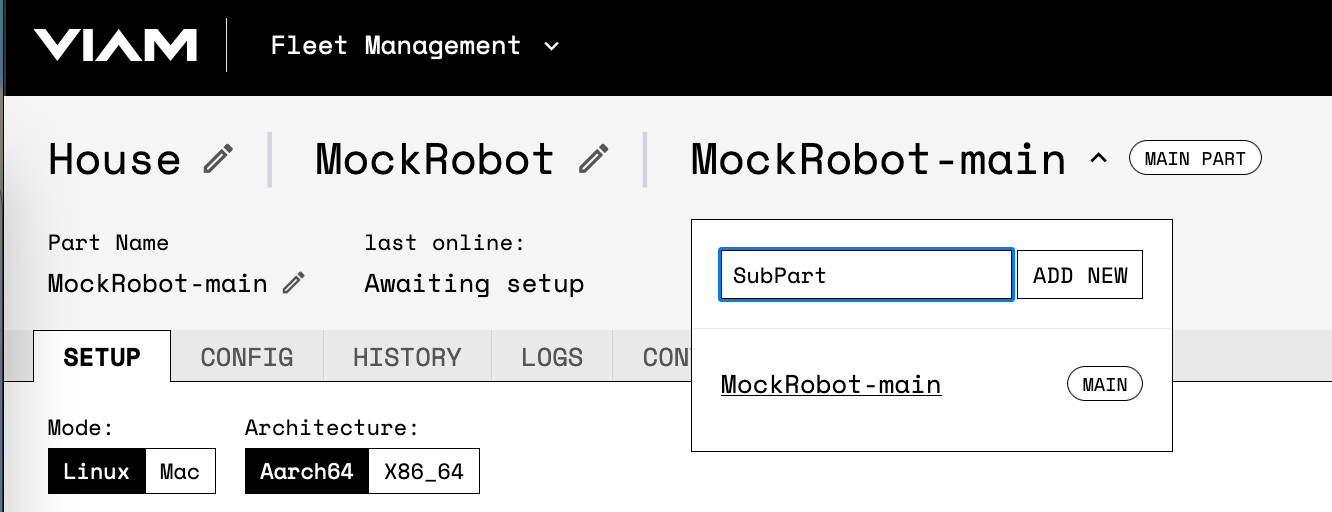 VIAM Fleet Management
House MockRobot MockRobot-main MAIN PART
Part Name last online:
MockRobot-main Awaiting setup
SubPart ADD NEW
SETUP CONFIG HISTORY LOGS
MockRobot-main MAIN
Mode: Architecture:
Linux Mac Aarch64 X86_64